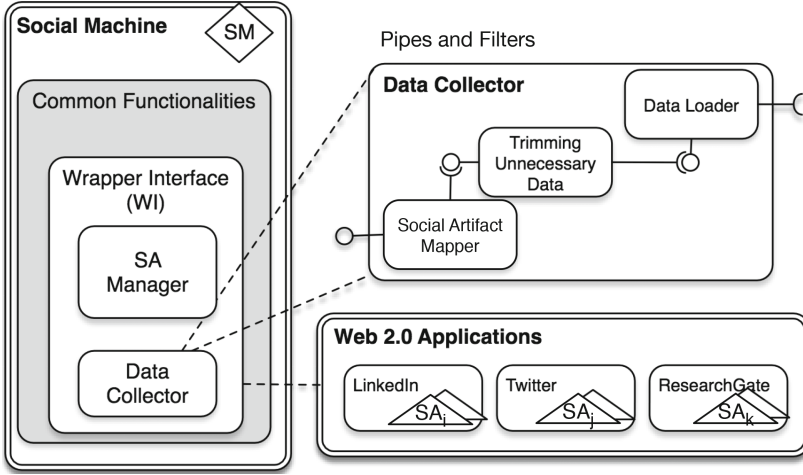 Social Machine
SM
Common Functionalities
Wrapper Interface
(WI)
SA
Manager
Data
Collector
Pipes and Filters
Data Collector
Data Loader
Trimming
Unnecessary
Data
Social Artifact
Mapper
Web 2.0 Applications
LinkedIn
SAi
Twitter
SAj
ResearchGate
SAk